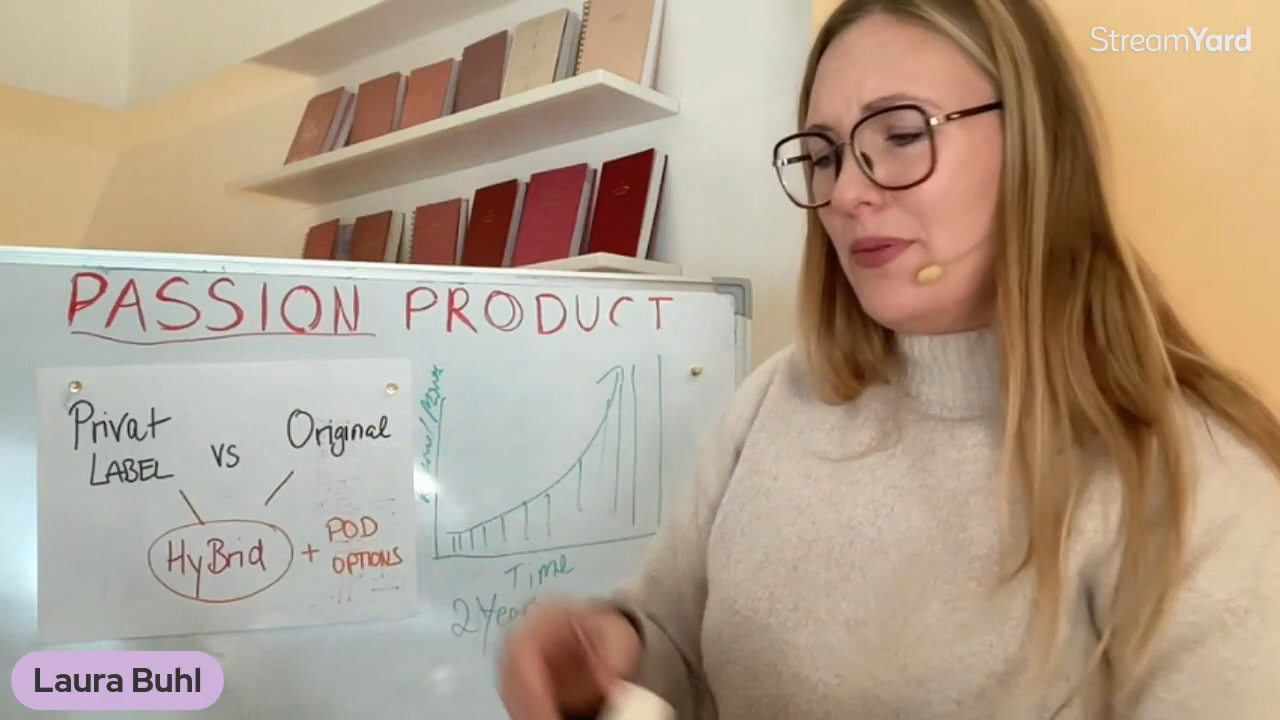 StreamYard
PASSION PRODUCT
Privat
LABEL
vs
Original
HyBrid
+
POD
OPTIONS
Time
Laura Buhl